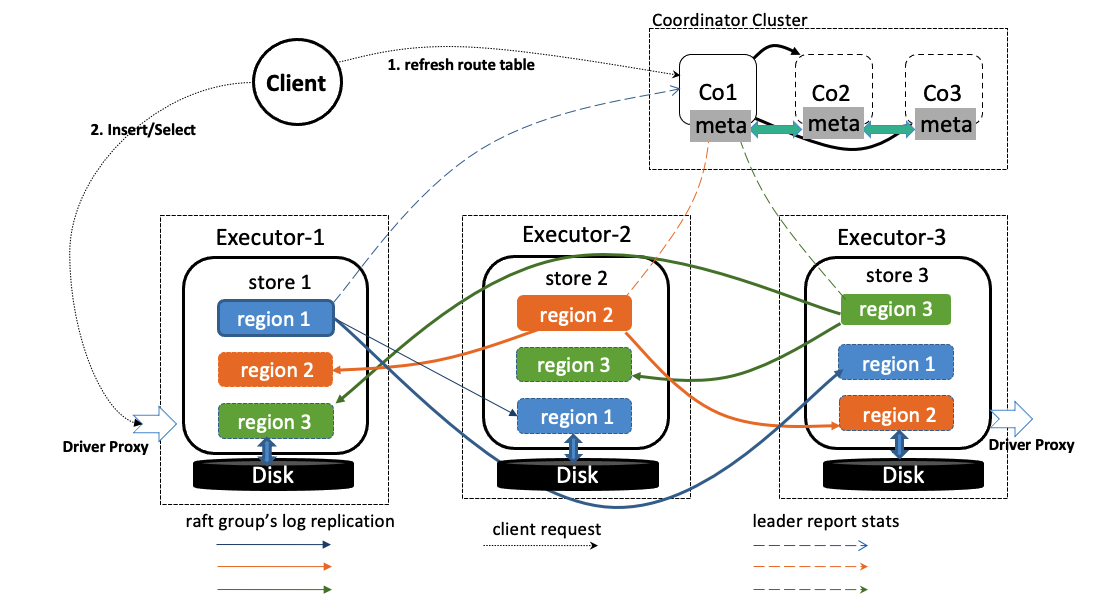 Coordinator Cluster
Client
1. refresh route table
Co1
Co2
Co3
meta
meta
meta
2. Insert/Select
Executor-1
Executor-2
Executor-3
store 1
store 2
store 3
region 1
region 2
region 3
region 2
region 3
region 1
region 3
region 1
region 2
Driver Proxy
Driver Proxy
Disk
Disk
Disk
raft group’s log replication
client request
leader report stats